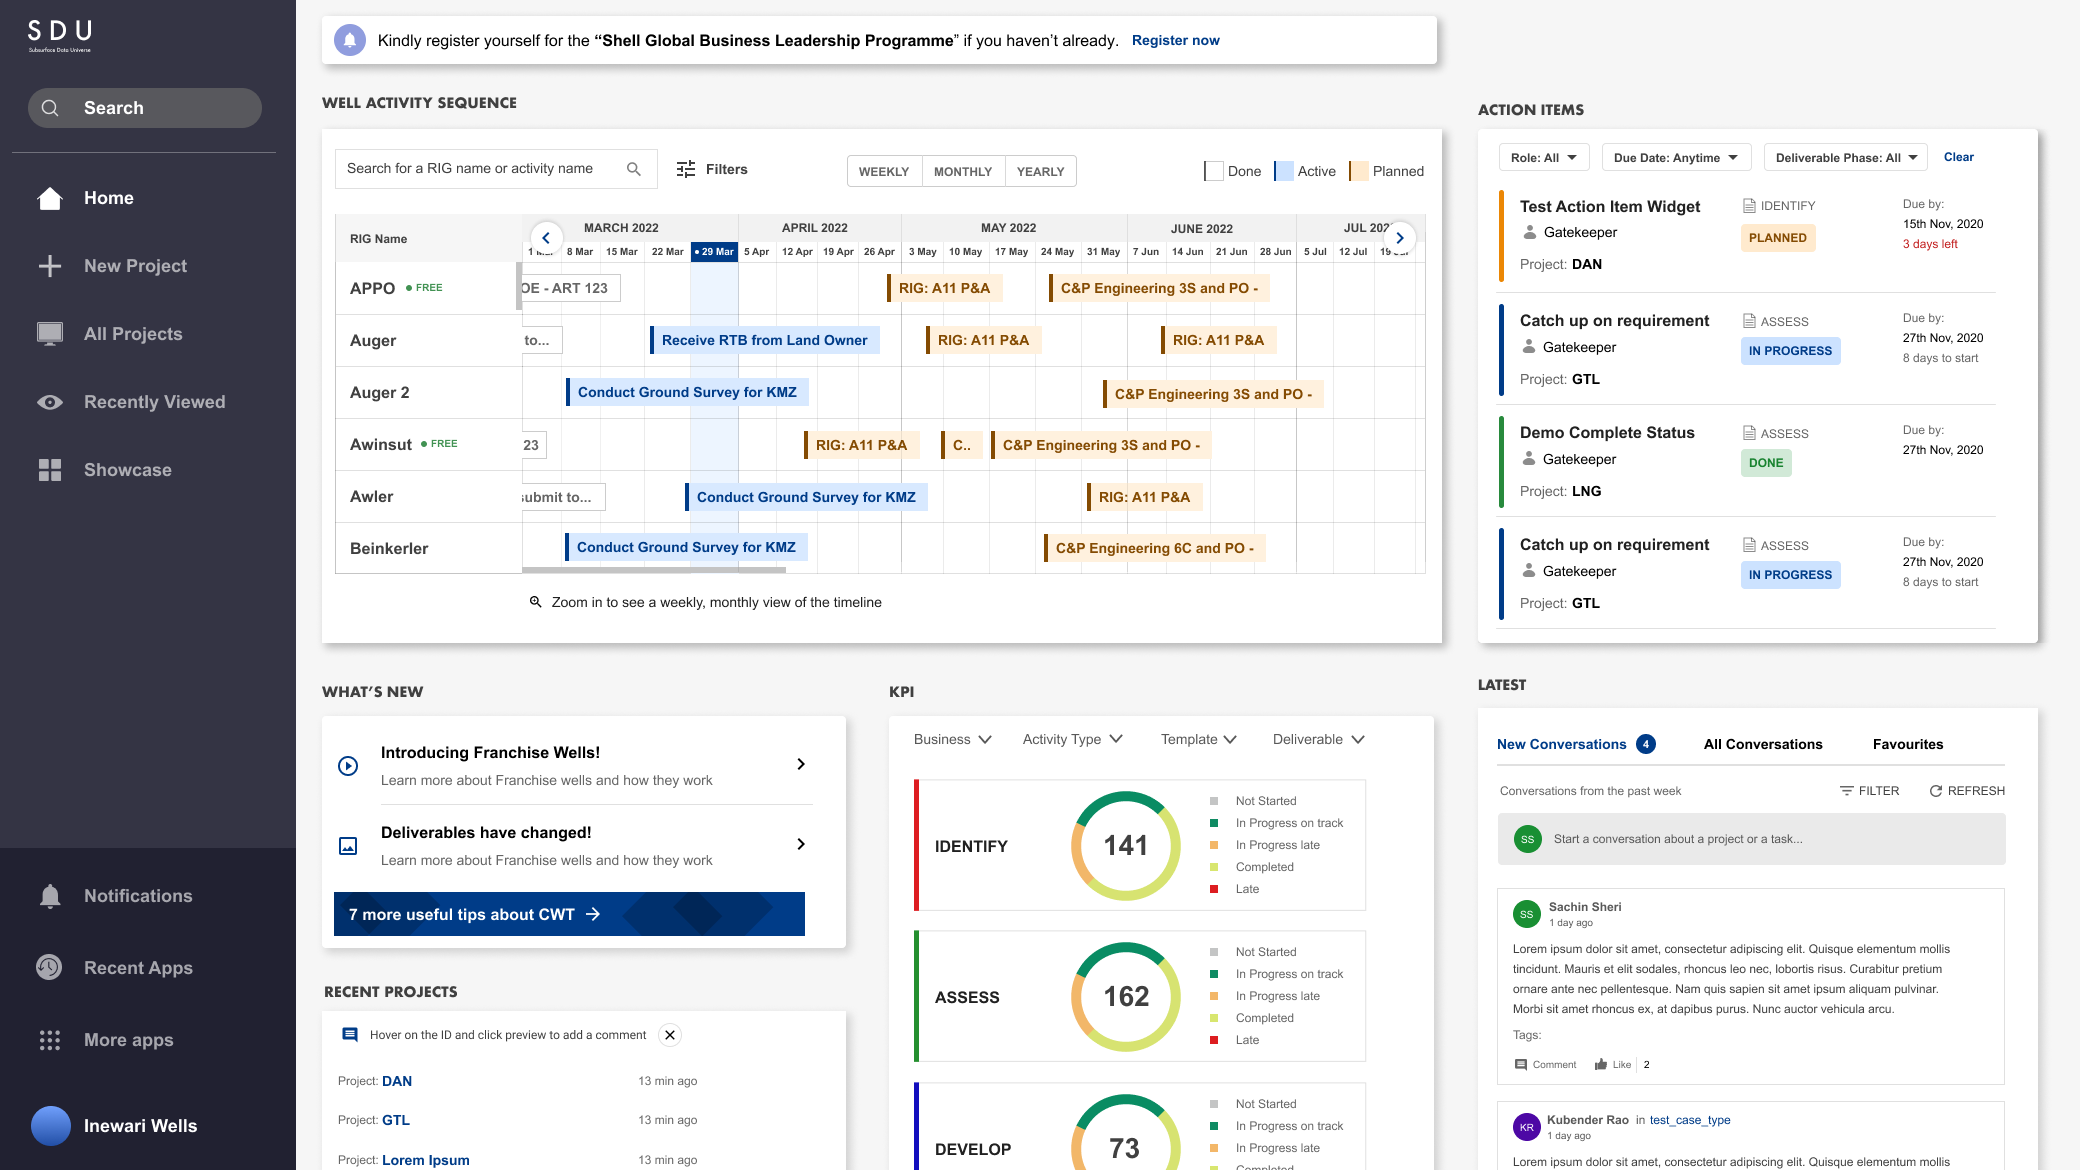 SDU
Subsurface Data Universe
Search
Home
New Project
All Projects
Recently Viewed
Showcase
Notifications
Recent Apps
More apps
Inewari Wells
Kindly register yourself for the “Shell Global Business Leadership Programme” if you haven’t already. Register now
WELL ACTIVITY SEQUENCE
Search for a RIG name or activity name
Filters
WEEKLY MONTHLY YEARLY
Done Active Planned
RIG Name
MARCH 2022 APRIL 2022 MAY 2022 JUNE 2022 JUL
8 Mar 15 Mar 22 Mar 29 Mar 5 Apr 12 Apr 19 Apr 26 Apr 3 May 10 May 17 May 24 May 31 May 7 Jun 14 Jun 21 Jun 28 Jun 5 Jul 12 Jul
APPO FREE OE - ART 123 RIG: A11 P&A C&P Engineering 3S and PO -
Auger to... Receive RTB from Land Owner RIG: A11 P&A RIG: A11 P&A
Auger 2 Conduct Ground Survey for KMZ C&P Engineering 3S and PO -
Awinsut FREE 23 RIG: A11 P&A C.. C&P Engineering 3S and PO -
Awler submit to... Conduct Ground Survey for KMZ RIG: A11 P&A
Beinkerler Conduct Ground Survey for KMZ C&P Engineering 6C and PO -
Zoom in to see a weekly, monthly view of the timeline
ACTION ITEMS
Role: All Due Date: Anytime Deliverable Phase: All Clear
Test Action Item Widget
Gatekeeper
Project: DAN
IDENTIFY
PLANNED
Due by:
15th Nov, 2020
3 days left
Catch up on requirement
Gatekeeper
Project: GTL
ASSESS
IN PROGRESS
Due by:
27th Nov, 2020
8 days to start
Demo Complete Status
Gatekeeper
Project: LNG
ASSESS
DONE
Due by:
27th Nov, 2020
Catch up on requirement
Gatekeeper
Project: GTL
ASSESS
IN PROGRESS
Due by:
27th Nov, 2020
8 days to start
WHAT’S NEW
Introducing Franchise Wells!
Learn more about Franchise wells and how they work
Deliverables have changed!
Learn more about Franchise wells and how they work
7 more useful tips about CWT
RECENT PROJECTS
Hover on the ID and click preview to add a comment
Project: DAN 13 min ago
Project: GTL 13 min ago
Project: Lorem Ipsum 13 min ago
KPI
Business Activity Type Template Deliverable
IDENTIFY
141
Not Started
In Progress on track
In Progress late
Completed
Late
ASSESS
162
Not Started
In Progress on track
In Progress late
Completed
Late
DEVELOP
73
Not Started
In Progress on track
In Progress late
Completed
LATEST
New Conversations 4 All Conversations Favourites
Conversations from the past week FILTER REFRESH
SS Start a conversation about a project or a task...
SS
Sachin Sheri
1 day ago
Lorem ipsum dolor sit amet, consectetur adipiscing elit. Quisque elementum mollis
tincidunt. Mauris et elit sodales, rhoncus leo nec, lobortis risus. Curabitur pretium
ornare ante nec pellentesque. Nam quis sapien sit amet ipsum aliquam pulvinar.
Morbi sit amet rhoncus ex, at dapibus purus. Nunc auctor vehicula arcu.
Tags:
Comment Like 2
KR
Kubender Rao in test_case_type
1 day ago
Lorem ipsum dolor sit amet, consectetur adipiscing elit. Quisque elementum mollis